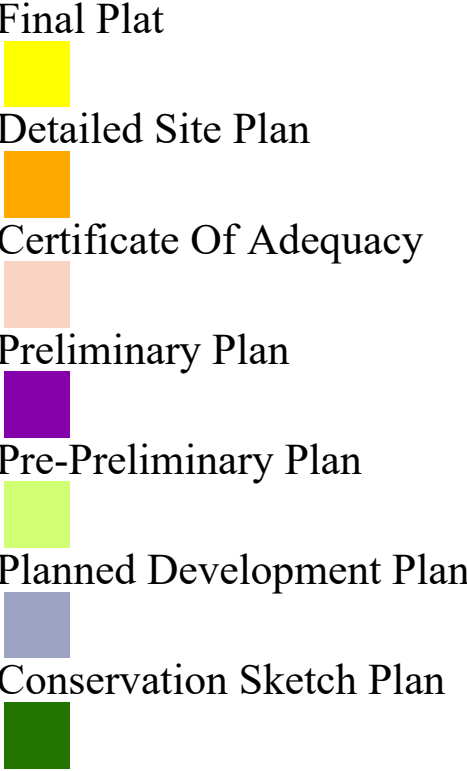 Final Plat
Detailed Site Plan
Certificate Of Adequacy
Preliminary Plan
Pre-Preliminary Plan
Planned Development Plan
Conservation Sketch Plan